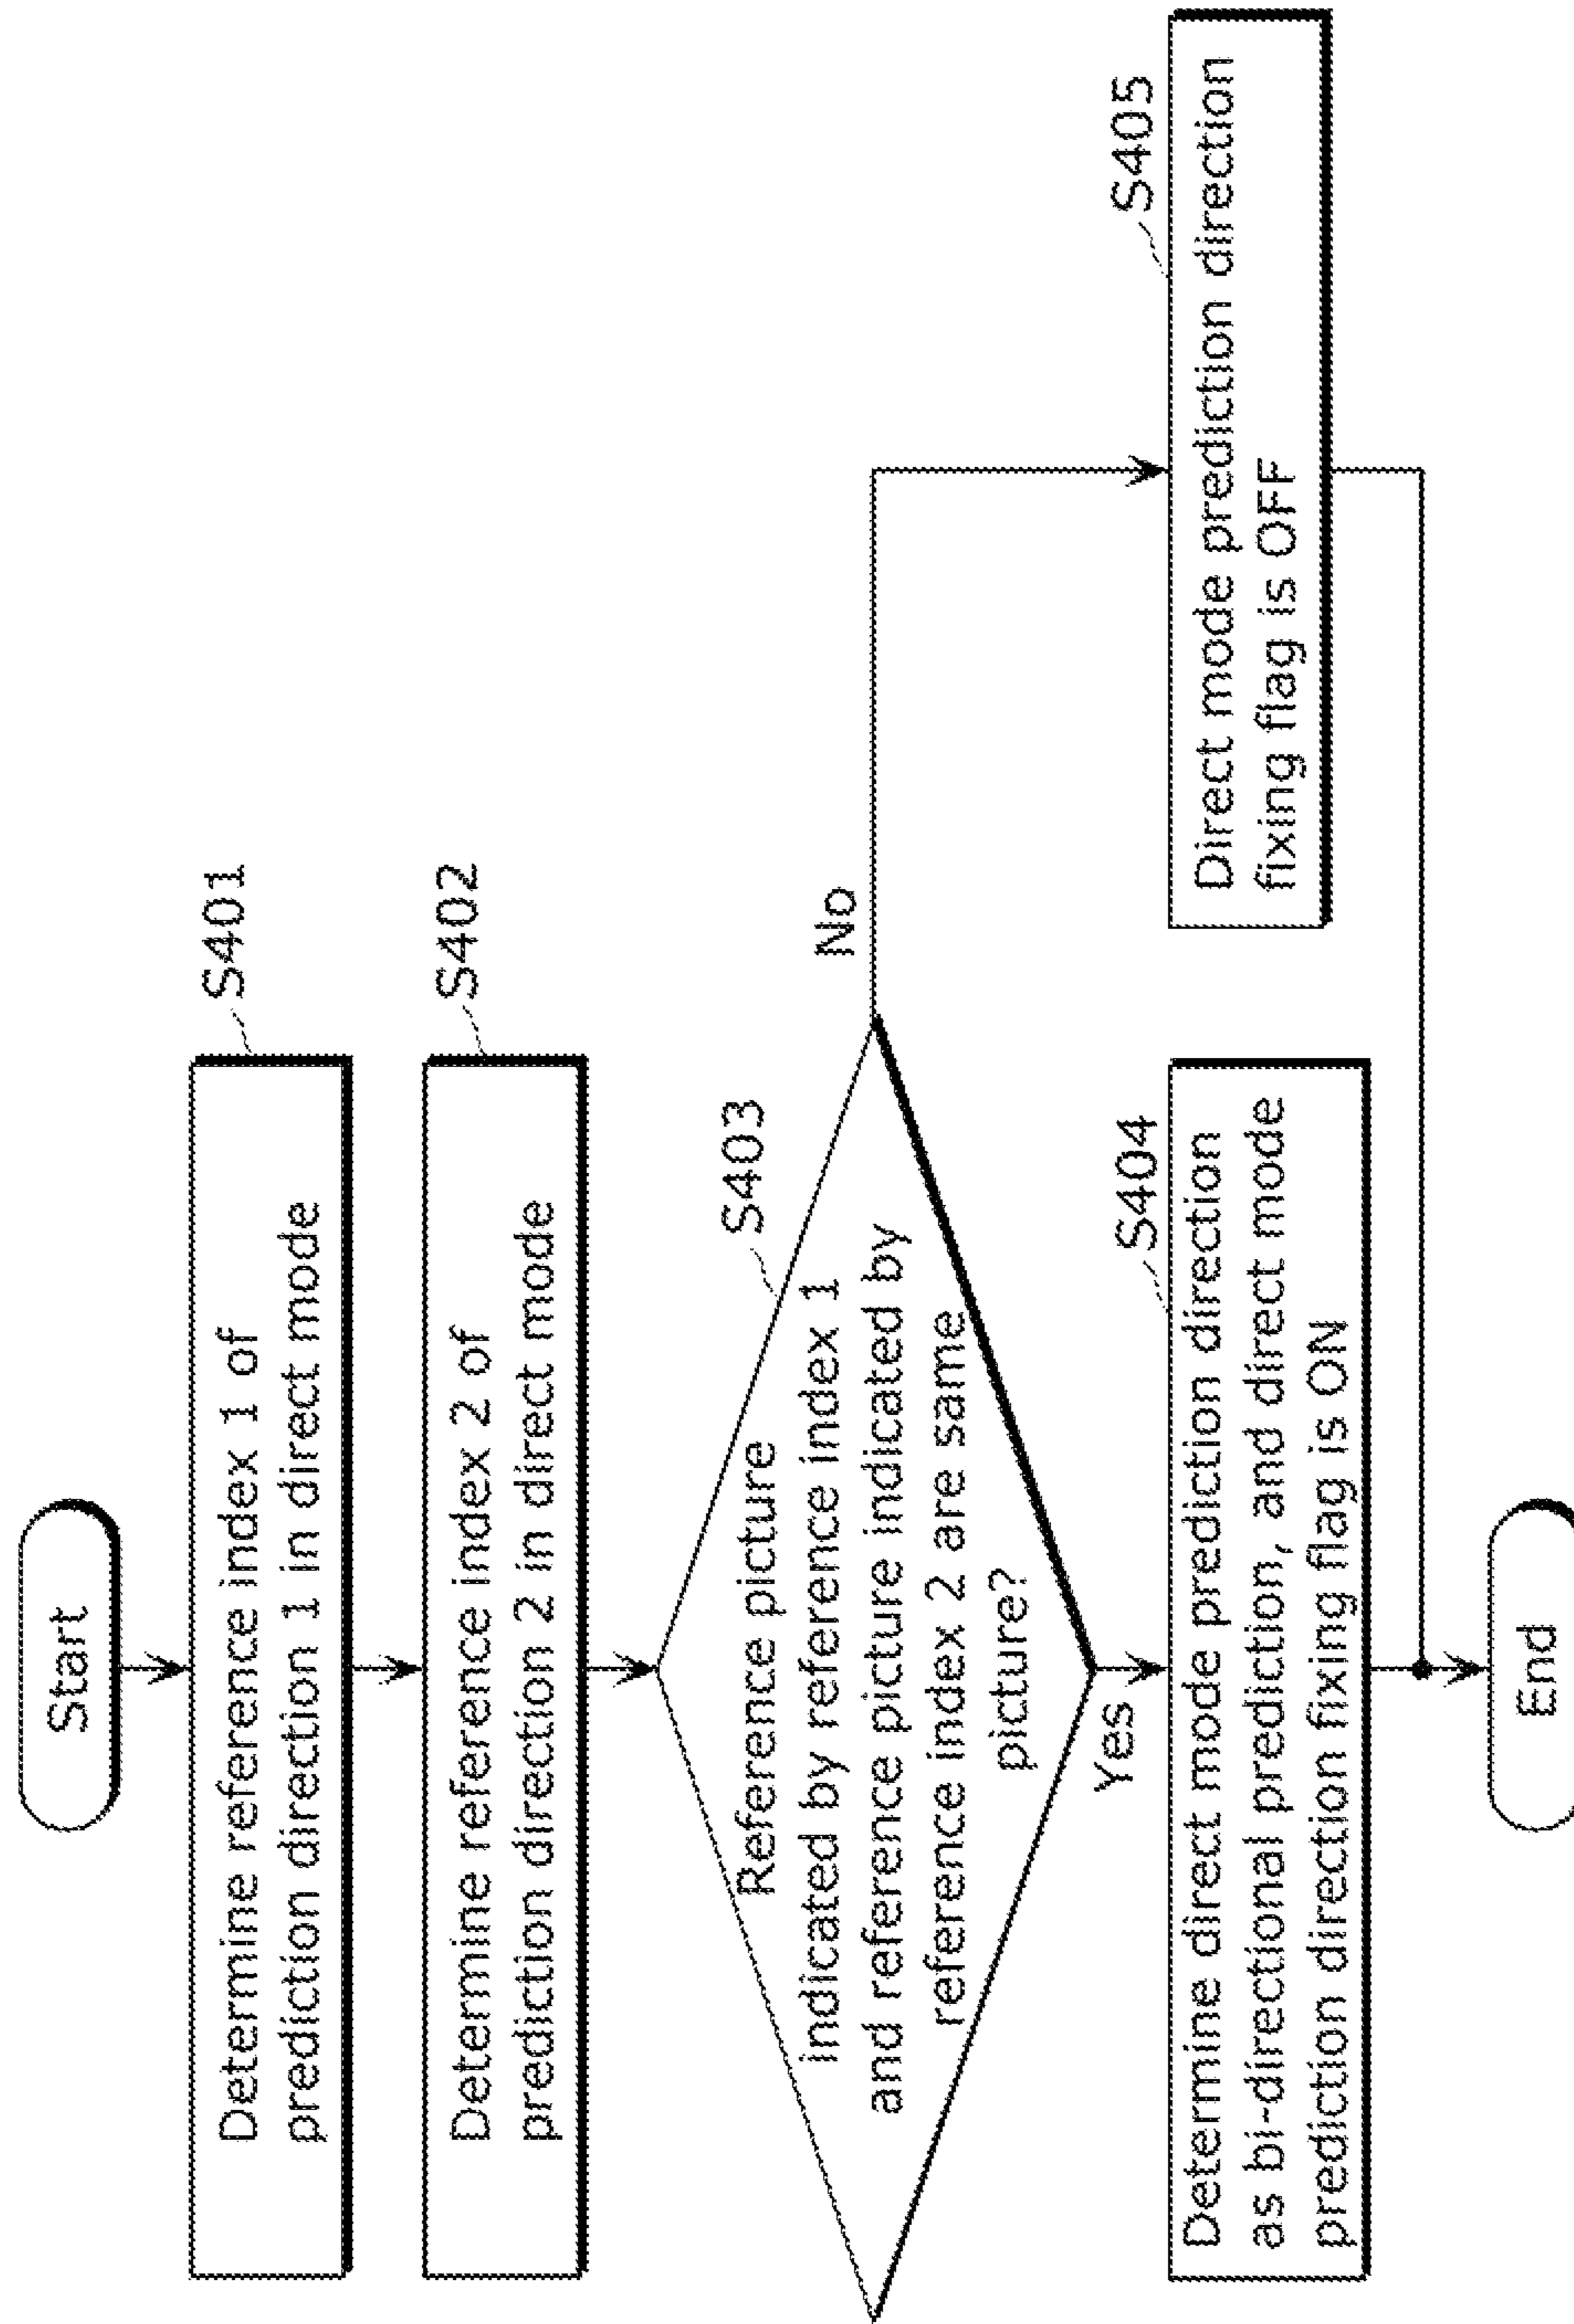 Start
S401
Determine reference index 1 of
prediction direction 1 in direct mode
S402
Determine reference index 2 of
prediction direction 2 in direct mode
S403
Reference picture
indicated by reference index 1
and reference picture indicated by
reference index 2 are same
picture?
No
Yes
S404
Determine direct mode prediction direction
as bi-directional prediction, and direct mode
prediction direction fixing flag is ON
S405
Direct mode prediction direction
fixing flag is OFF
End